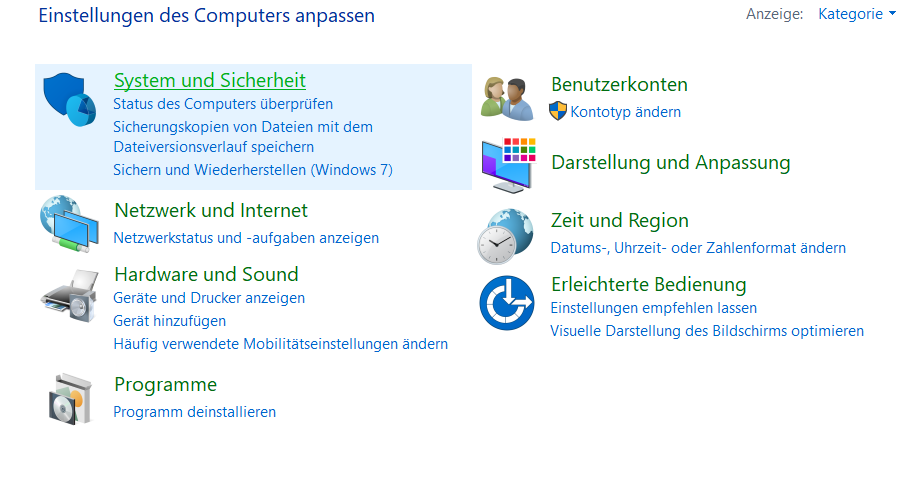 Einstellungen des Computers anpassen
Anzeige: Kategorie
System und Sicherheit
Status des Computers überprüfen
Sicherungskopien von Dateien mit dem
Dateiversionsverlauf speichern
Sichern und Wiederherstellen (Windows 7)
Netzwerk und Internet
Netzwerkstatus und -aufgaben anzeigen
Hardware und Sound
Geräte und Drucker anzeigen
Gerät hinzufügen
Häufig verwendete Mobilitätseinstellungen ändern
Programme
Programm deinstallieren
Benutzerkonten
Kontotyp ändern
Darstellung und Anpassung
Zeit und Region
Datums-, Uhrzeit- oder Zahlenformat ändern
Erleichterte Bedienung
Einstellungen empfehlen lassen
Visuelle Darstellung des Bildschirms optimieren